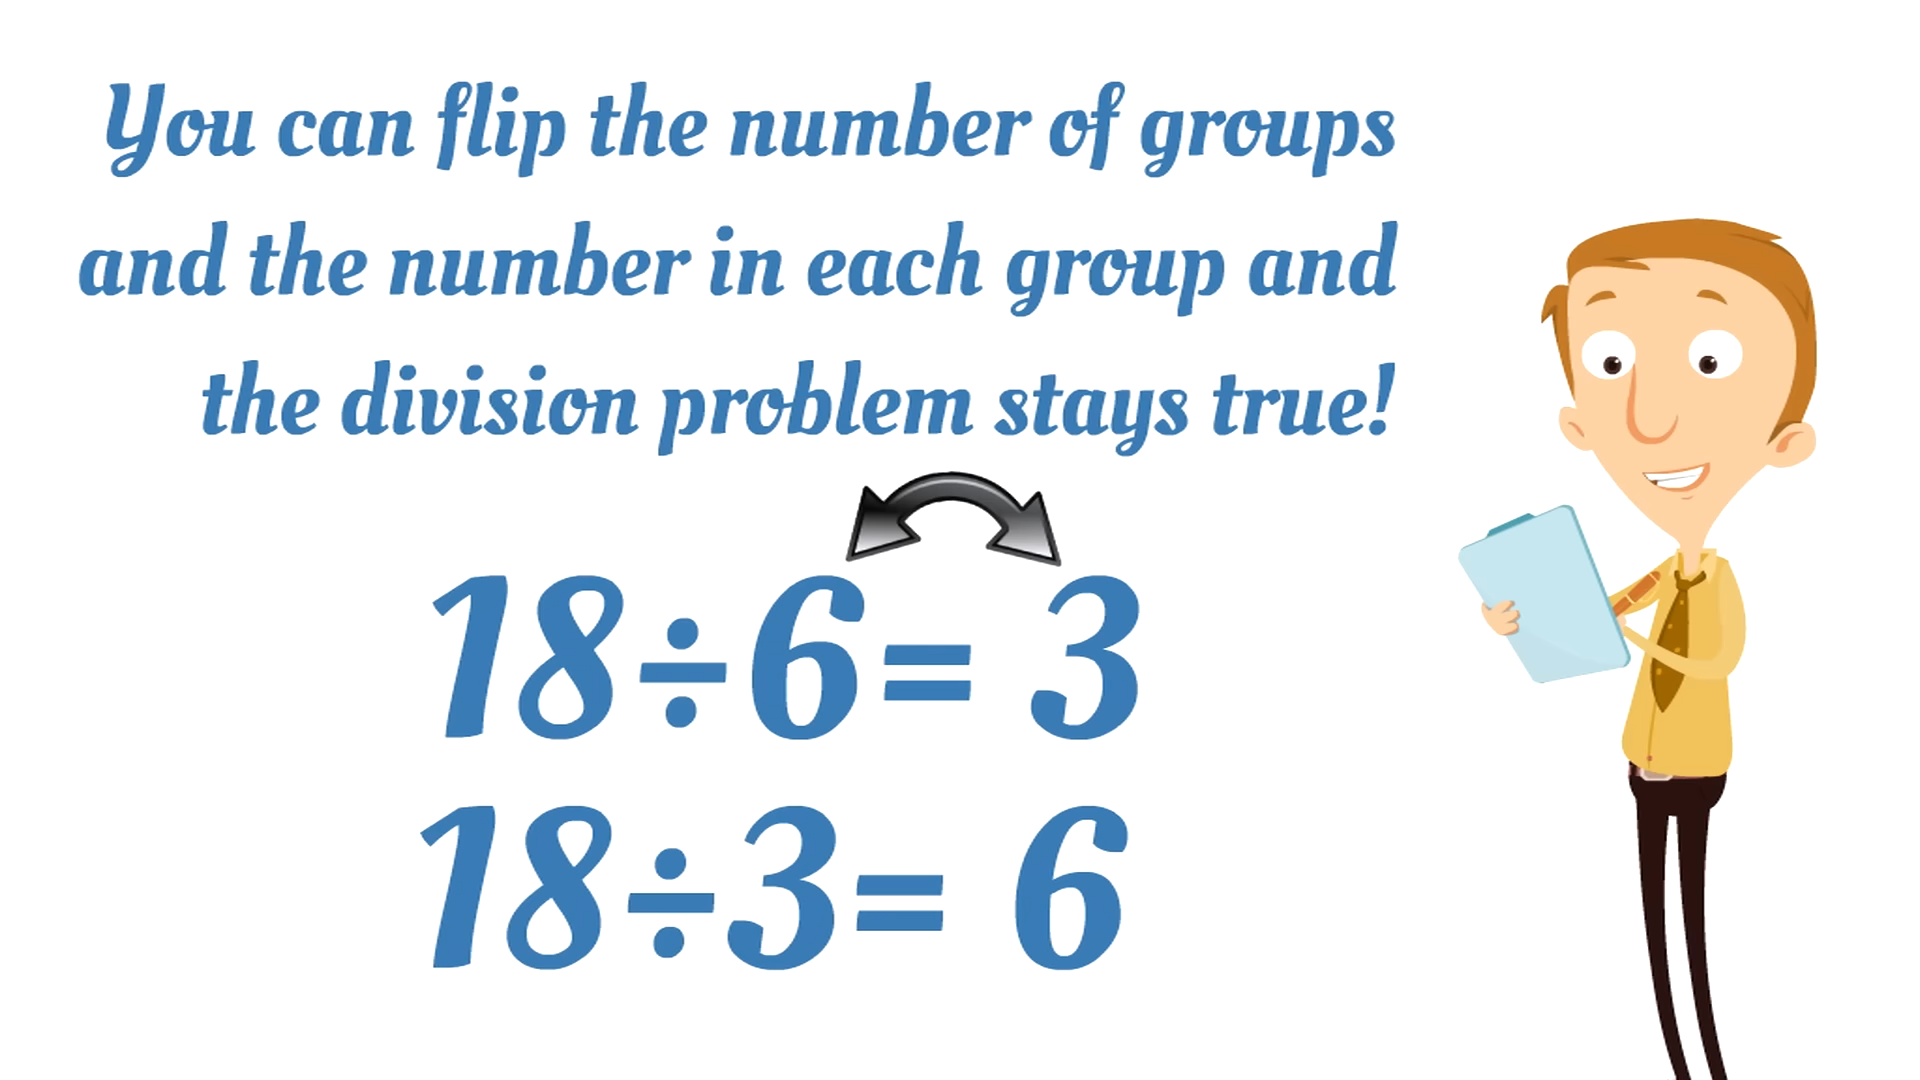 You can flip the number of groups
and the number in each group and
the division problem stays true!
18÷6= 3
18÷3= 6